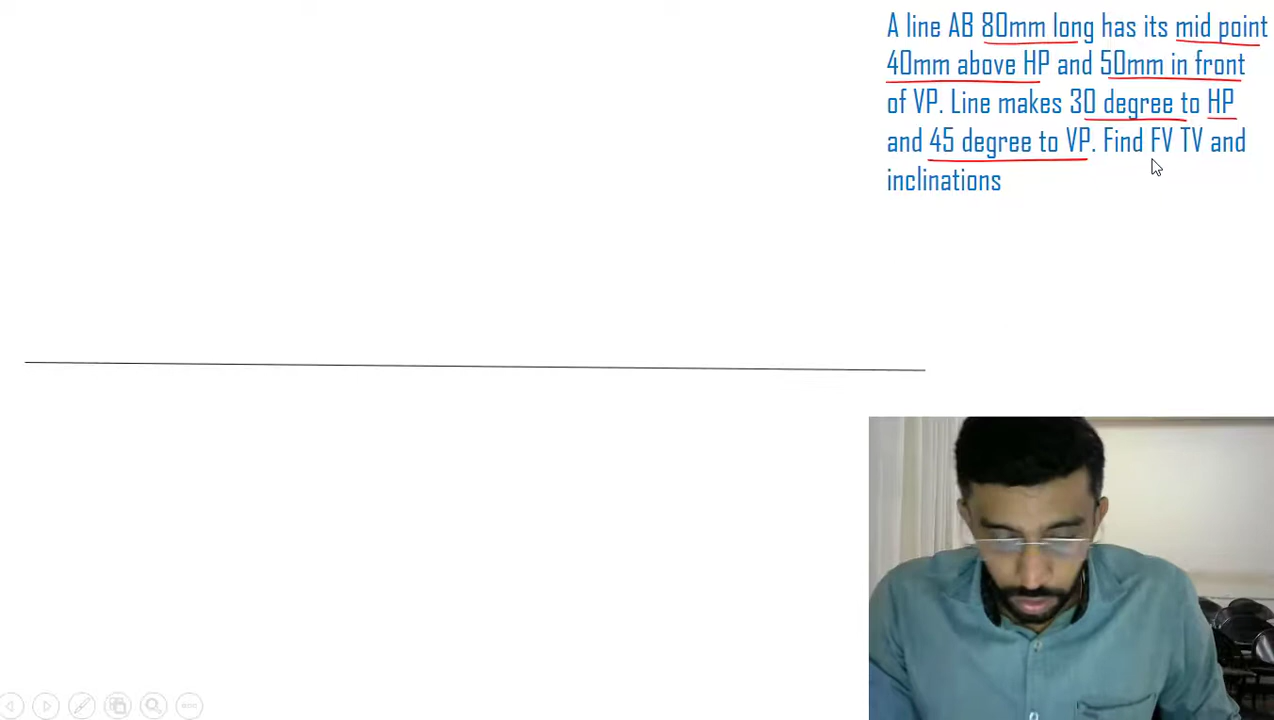 A line AB 80mm long has its mid point
40mm above HP and 50mm in front
of VP. Line makes 30 degree to HP
and 45 degree to VP. Find FV TV and
inclinations